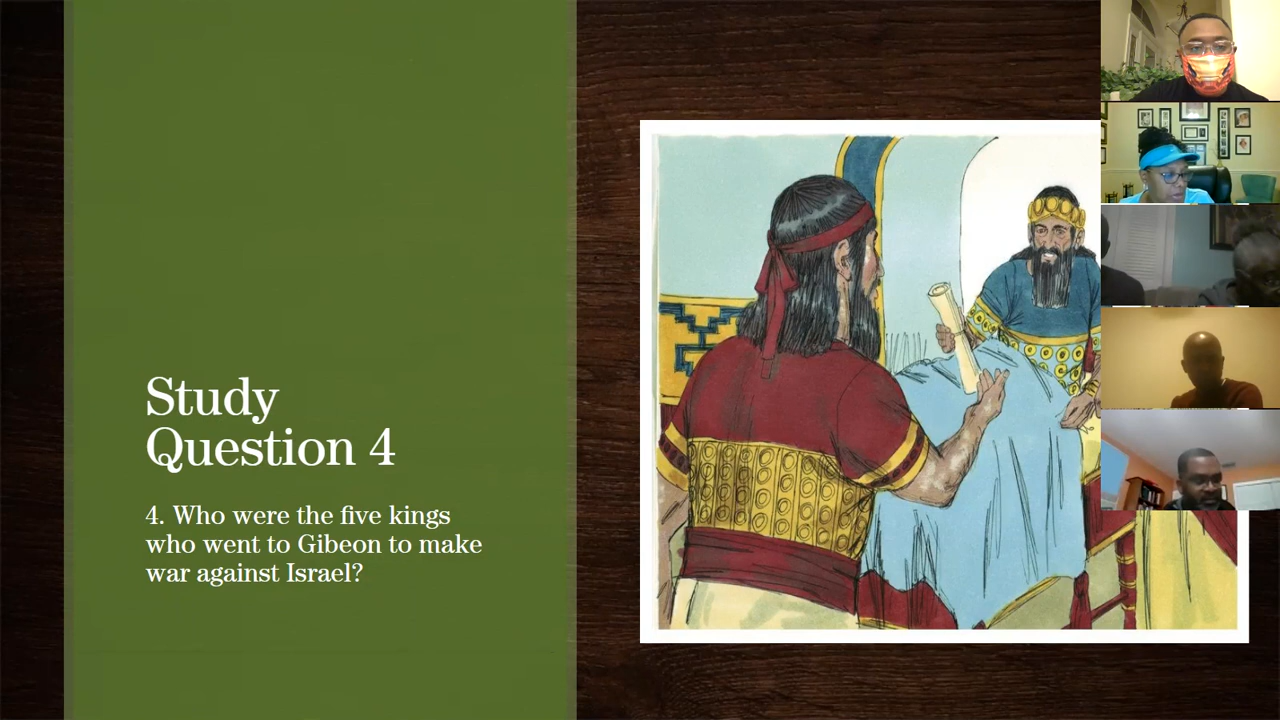 Study
Question 4
4. Who were the five kings
who went to Gibeon to make
war against Israel?